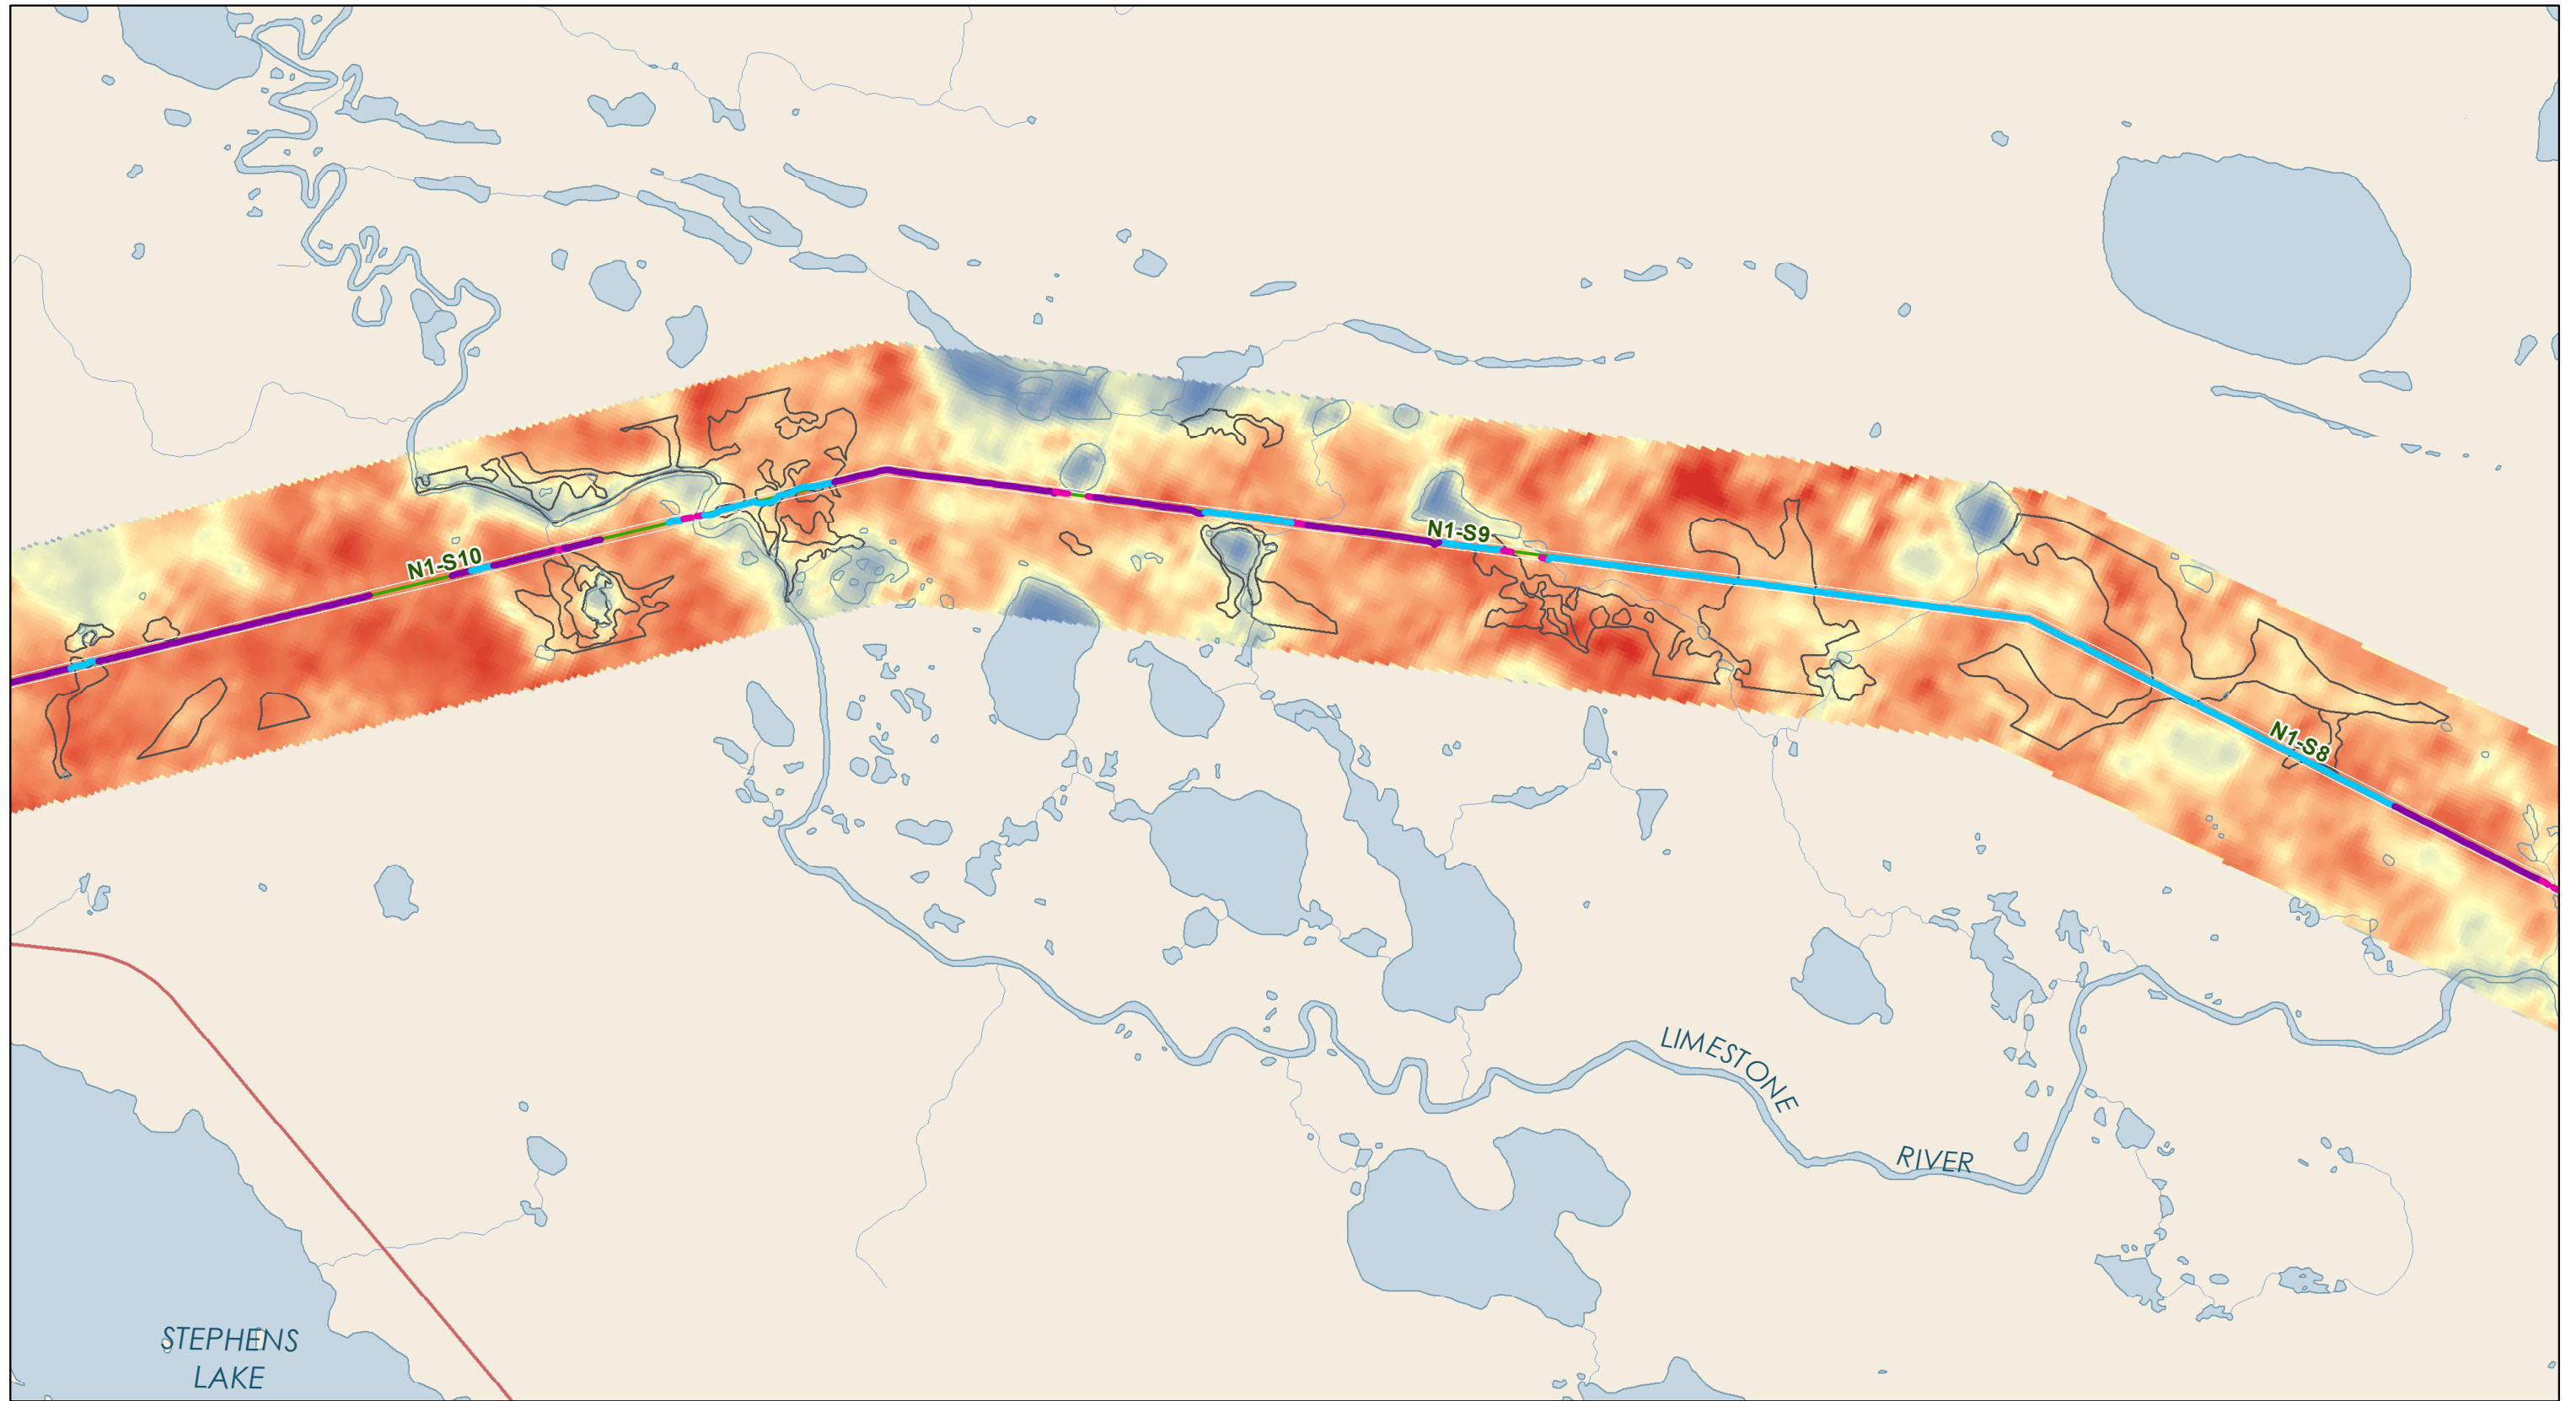 N1-S10
N1-S9
N1-S8
LIMESTONE
RIVER
STEPHENS
LAKE